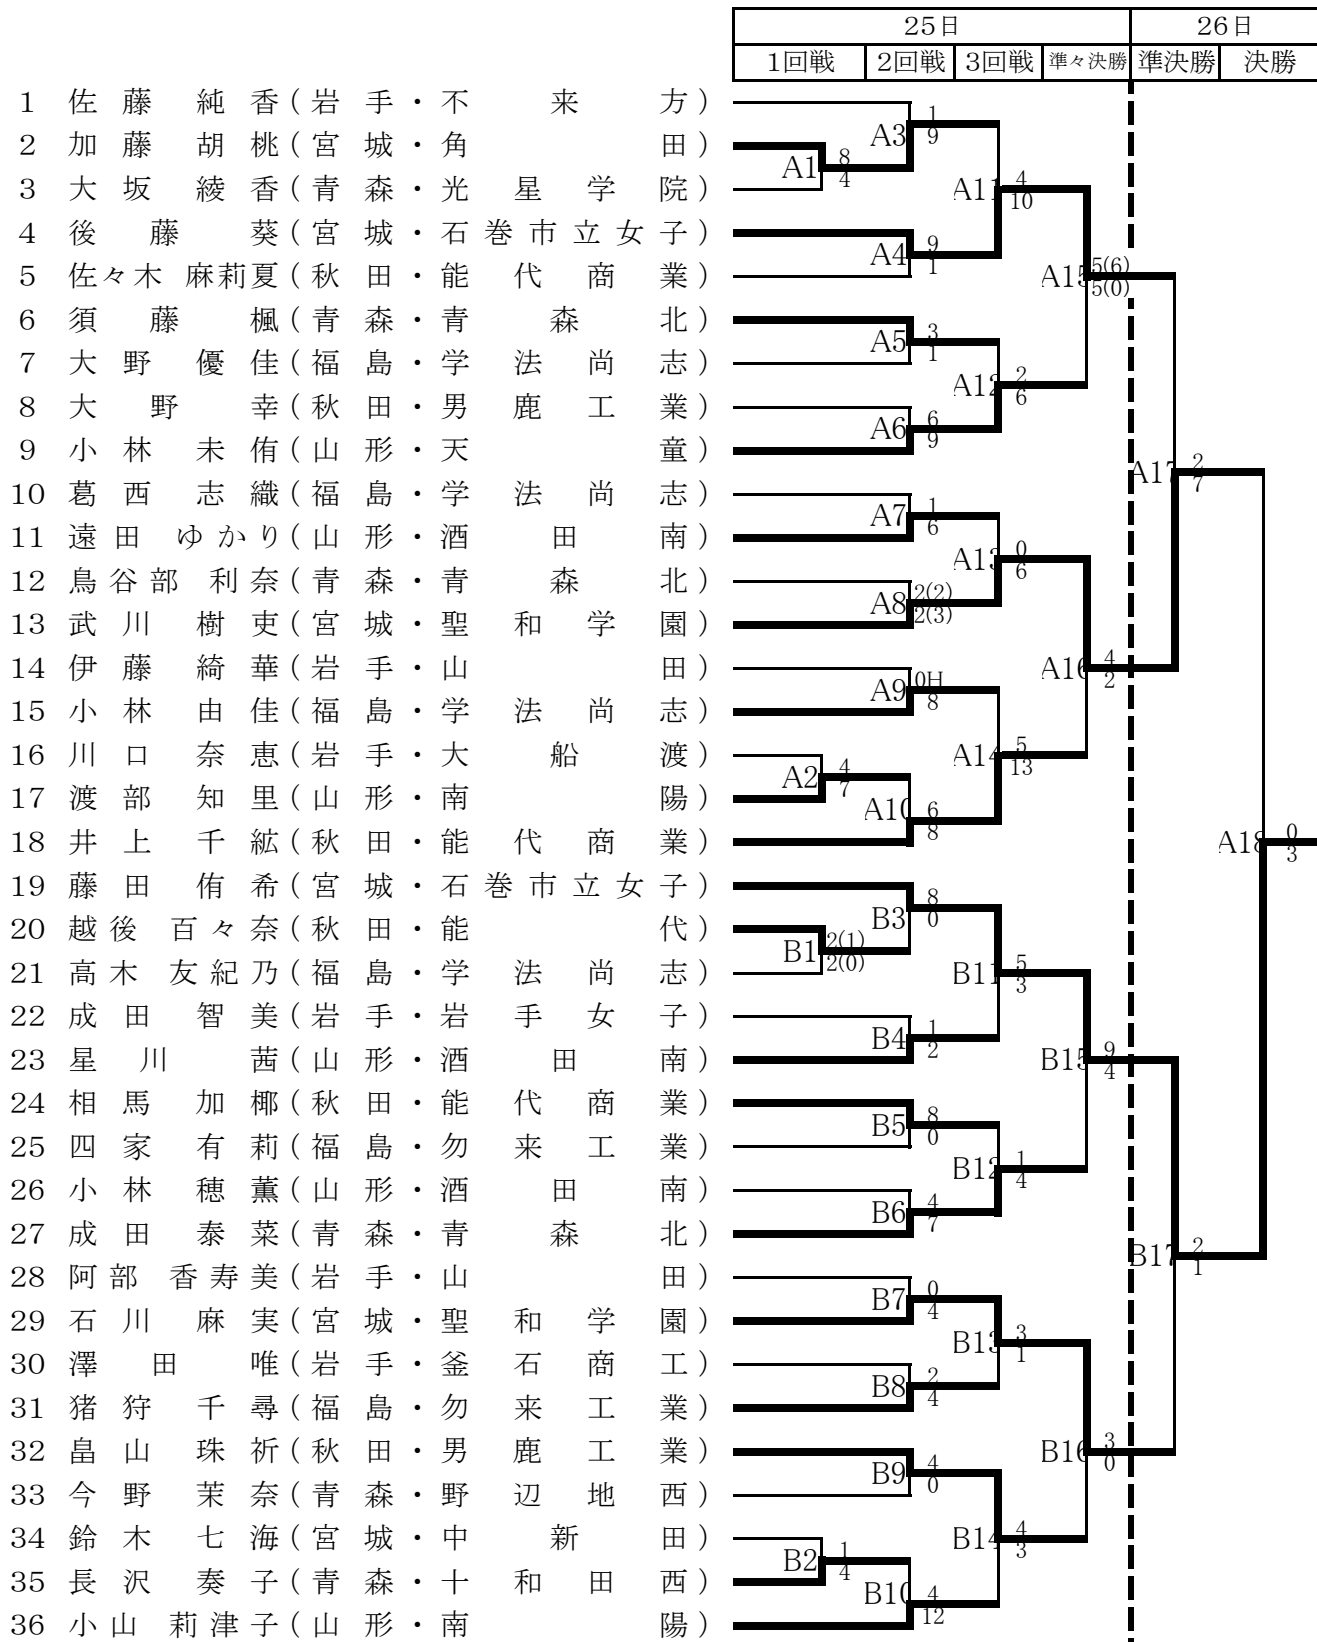 25日 26日
1回戦 2回戦 3回戦 準々決勝 準決勝 決勝
1 佐藤 純香(岩手・不来方)
2 加藤 胡桃(宮城・角田)
3 大坂 綾香(青森・光星学院)
4 後藤 葵(宮城・石巻市立女子)
5 佐々木 麻莉夏(秋田・能代商業)
6 須藤 楓(青森・青森北)
7 大野 優佳(福島・学法尚志)
8 大野 幸(秋田・男鹿工業)
9 小林 未侑(山形・天童)
10 葛西 志織(福島・学法尚志)
11 遠田 ゆかり(山形・酒田南)
12 鳥谷部 利奈(青森・青森北)
13 武川 樹吏(宮城・聖和学園)
14 伊藤 綺華(岩手・山田)
15 小林 由佳(福島・学法尚志)
16 川口 奈恵(岩手・大船渡)
17 渡部 知里(山形・南陽)
18 井上 千紘(秋田・能代商業)
19 藤田 侑希(宮城・石巻市立女子)
20 越後 百々奈(秋田・能代)
21 高木 友紀乃(福島・学法尚志)
22 成田 智美(岩手・岩手女子)
23 星川 茜(山形・酒田南)
24 相馬 加椰(秋田・能代商業)
25 四家 有莉(福島・勿来工業)
26 小林 穂薫(山形・酒田南)
27 成田 泰菜(青森・青森北)
28 阿部 香寿美(岩手・山田)
29 石川 麻実(宮城・聖和学園)
30 澤田 唯(岩手・釜石商工)
31 猪狩 千尋(福島・勿来工業)
32 畠山 珠祈(秋田・男鹿工業)
33 今野 茉奈(青森・野辺地西)
34 鈴木 七海(宮城・中新田)
35 長沢 奏子(青森・十和田西)
36 小山 莉津子(山形・南陽)
A1 8 4
A2 4 7
B1 2(1) 2(0)
B2 1 4
A3 1 9
A4 9 1
A5 3 1
A6 6 9
A7 1 6
A8 2(2) 2(3)
A9 0H 8
A10 6 8
B3 8 0
B4 1 2
B5 8 0
B6 4 7
B7 0 4
B8 2 4
B9 4 0
B10 4 12
A11 4 10
A12 2 6
A13 0 6
A14 5 13
B11 5 3
B12 1 4
B13 3 1
B14 4 3
A15 5(6) 5(0)
A16 4 2
B15 9 4
B16 3 0
A17 2 7
B17 2 1
A18 0 3